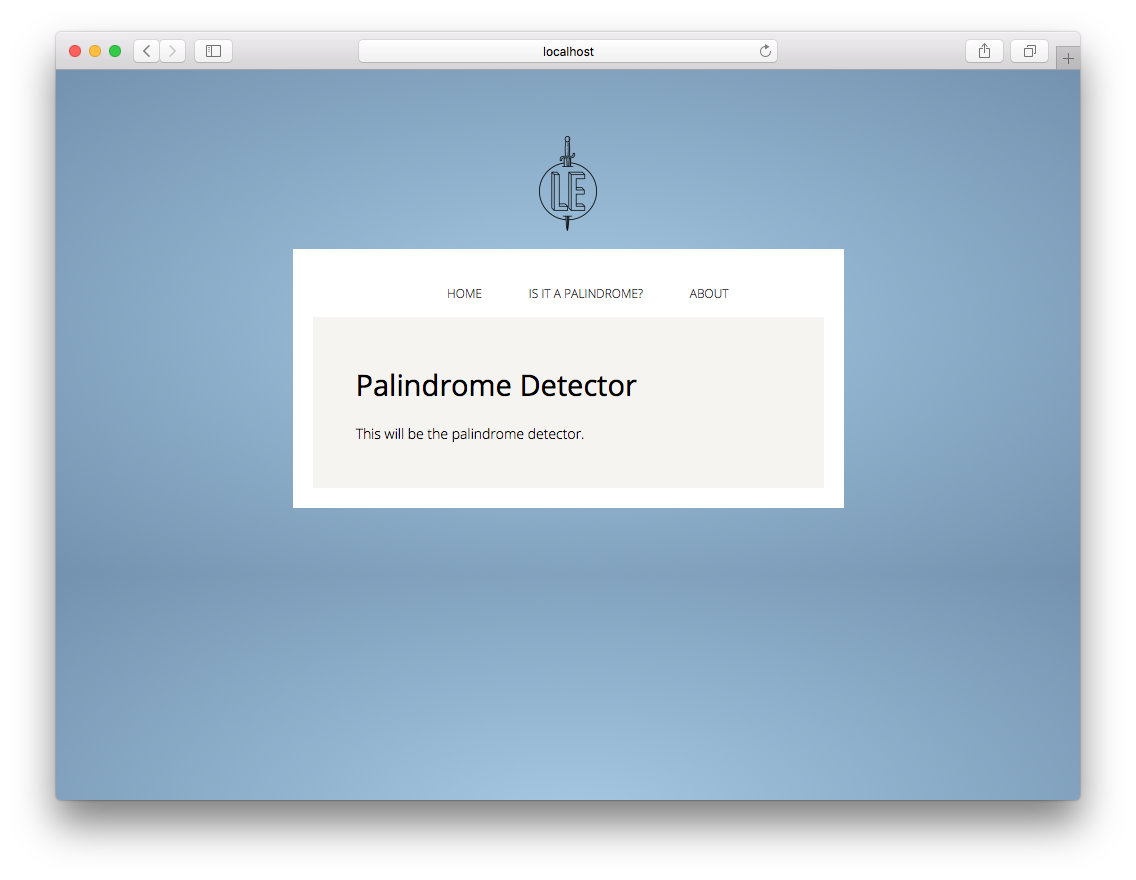 localhost
LE
HOME IS IT A PALINDROME? ABOUT
Palindrome Detector
This will be the palindrome detector.